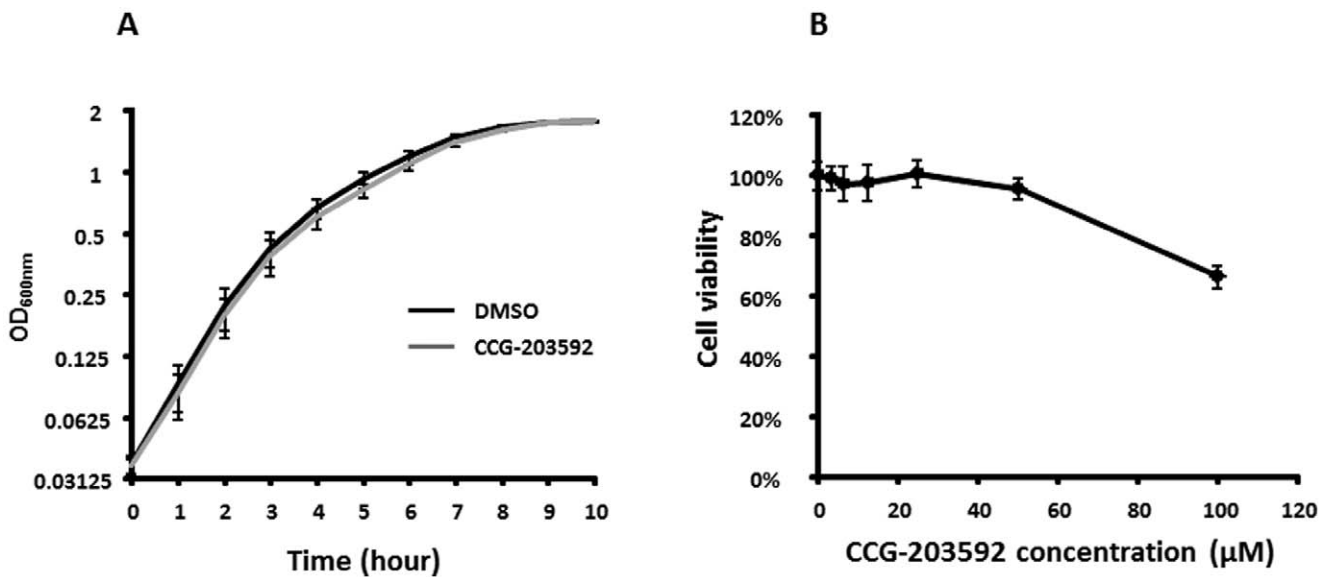 A
2
1
0.5
0.25
0.125
0.0625
0.03125
OD600nm
DMSO
CCG-203592
0 1 2 3 4 5 6 7 8 9 10
Time (hour)
B
120%
100%
80%
60%
40%
20%
0%
Cell viability
0 20 40 60 80 100 120
CCG-203592 concentration (μM)